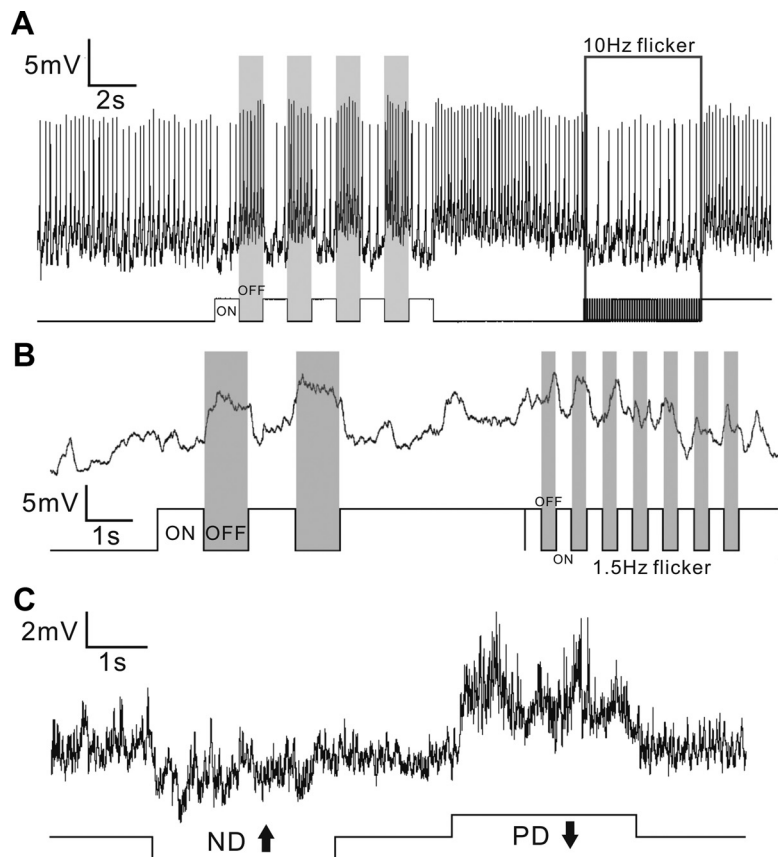 A
5mV
2s
10Hz flicker
OFF
ON
B
5mV
1s
ON OFF
OFF
ON
1.5Hz flicker
C
2mV
1s
ND
PD